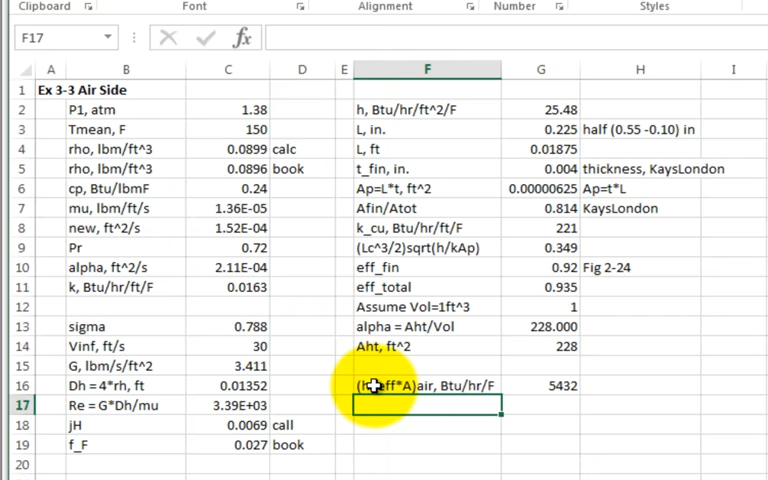 Clipboard Font Alignment Number Styles
F17 fx
A B C D E F G H I
1 Ex 3-3 Air Side
2 P1, atm 1.38 h, Btu/hr/ft^2/F 25.48
3 Tmean, F 150 L, in. 0.225 half (0.55 -0.10) in
4 rho, lbm/ft^3 0.0899 calc L, ft 0.01875
5 rho, lbm/ft^3 0.0896 book t_fin, in. 0.004 thickness, KaysLondon
6 cp, Btu/lbmF 0.24 Ap=L*t, ft^2 0.00000625 Ap=t*L
7 mu, lbm/ft/s 1.36E-05 Afin/Atot 0.814 KaysLondon
8 new, ft^2/s 1.52E-04 k_cu, Btu/hr/ft/F 221
9 Pr 0.72 (Lc^3/2)sqrt(h/kAp) 0.349
10 alpha, ft^2/s 2.11E-04 eff_fin 0.92 Fig 2-24
11 k, Btu/hr/ft/F 0.0163 eff_total 0.935
12 Assume Vol=1ft^3 1
13 sigma 0.788 alpha = Aht/Vol 228.000
14 Vinf, ft/s 30 Aht, ft^2 228
15 G, lbm/s/ft^2 3.411
16 Dh = 4*rh, ft 0.01352 (h*eff*A)air, Btu/hr/F 5432
17 Re = G*Dh/mu 3.39E+03
18 jH 0.0069 call
19 f_F 0.027 book
20